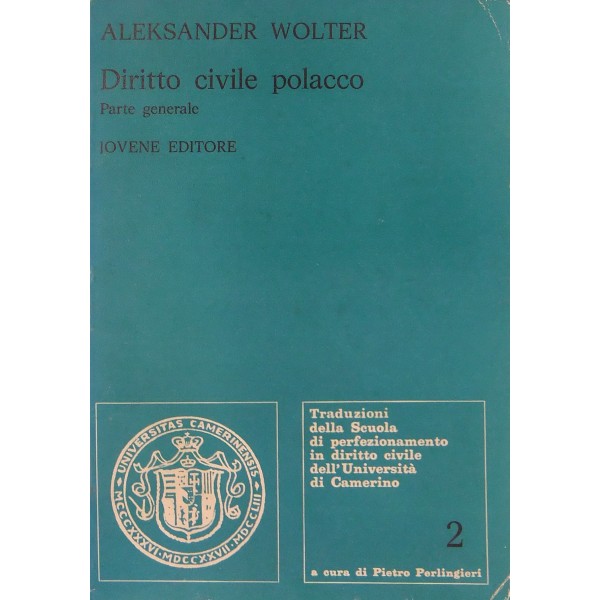 ALEKSANDER WOLTER
Diritto civile polacco
Parte generale
JOVENE EDITORE
UNIVERSITAS CAMERINENSIS
MCCCXXXVI-MDCCXXVII-MDCCLIII
Traduzioni
della Scuola
di perfezionamento
in diritto civile
dell'Università
di Camerino
2
a cura di Pietro Perlingieri